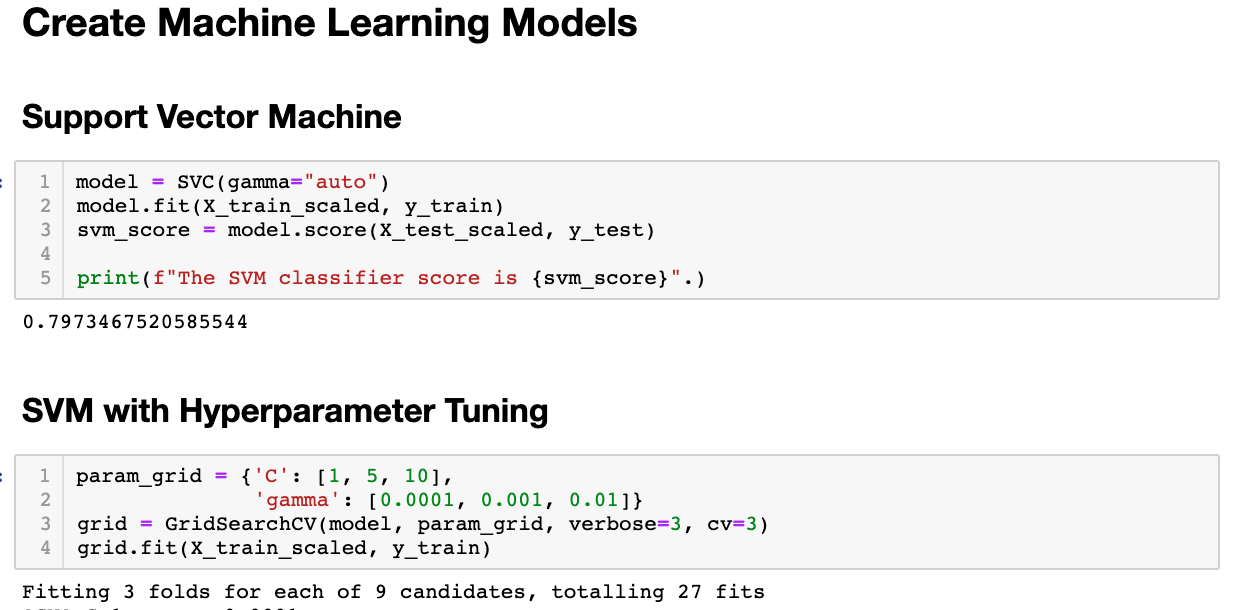 Create Machine Learning Models
Support Vector Machine
1 model = SVC(gamma="auto")
2 model.fit(X_train_scaled, y_train)
3 svm_score = model.score(X_test_scaled, y_test)
4
5 print(f"The SVM classifier score is {svm_score}".)
0.7973467520585544
SVM with Hyperparameter Tuning
1 param_grid = {'C': [1, 5, 10],
2 'gamma': [0.0001, 0.001, 0.01]}
3 grid = GridSearchCV(model, param_grid, verbose=3, cv=3)
4 grid.fit(X_train_scaled, y_train)
Fitting 3 folds for each of 9 candidates, totalling 27 fits